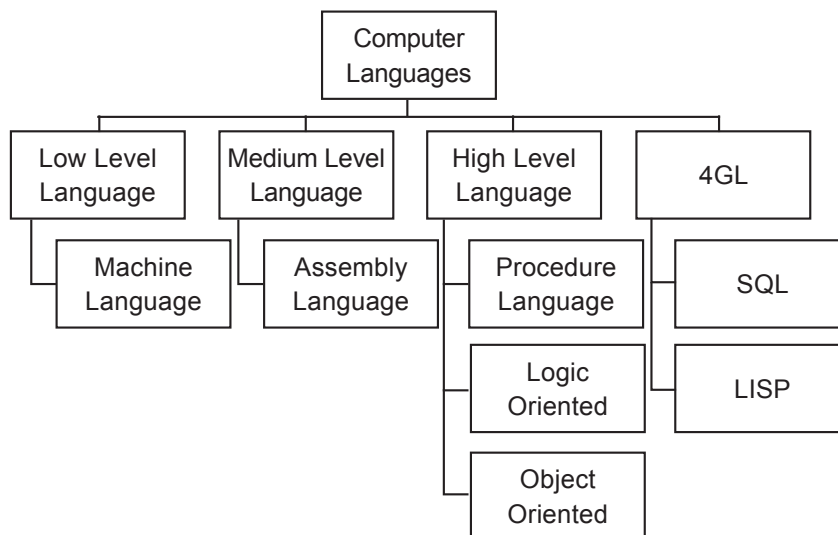 Computer
Languages
Low Level
Language
Medium Level
Language
High Level
Language
4GL
Machine
Language
Assembly
Language
Procedure
Language
SQL
Logic
Oriented
LISP
Object
Oriented